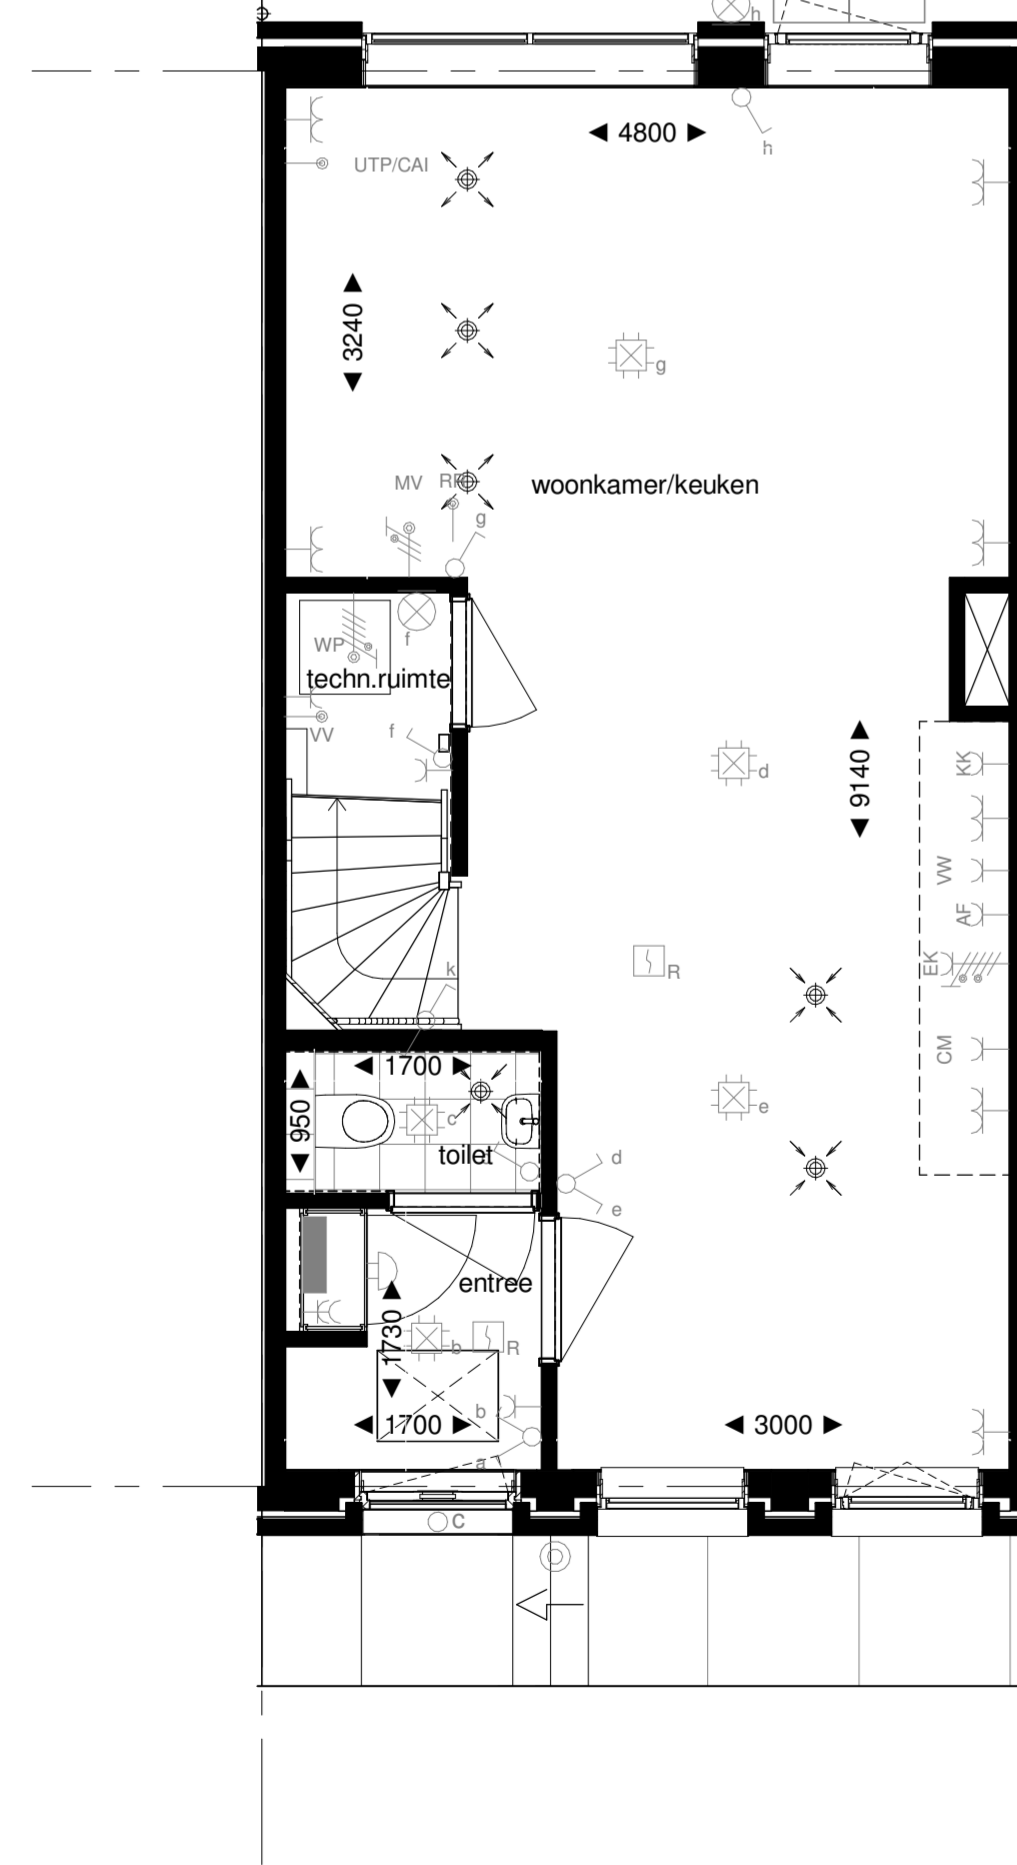 h
4800
h
UTP/CAI
3240
g
MV
woonkamer/keuken
g
WP
f
techn.ruimte
VV
f
d
KK
9140
VW
AF
EK
R
k
CM
1700
950
c
e
toilet
d
e
entree
1730
b
R
b
1700
3000
a
C